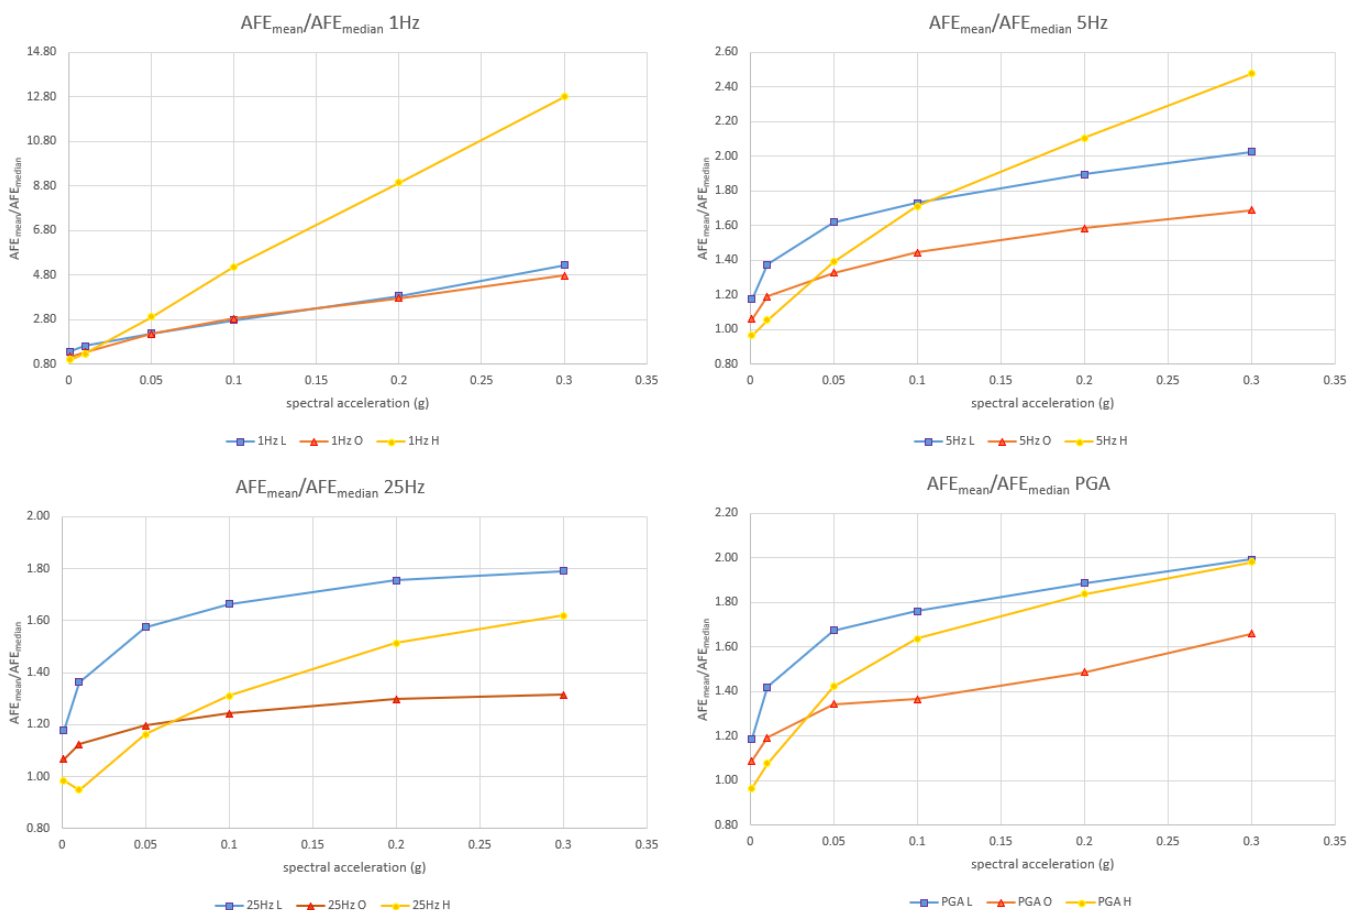 AFEmean/AFEmedian 1Hz
AFEmean/AFEmedian
14.80
12.80
10.80
8.80
6.80
4.80
2.80
0.80
0 0.05 0.1 0.15 0.2 0.25 0.3 0.35
spectral acceleration (g)
1Hz L 1Hz O 1Hz H
AFEmean/AFEmedian 5Hz
AFEmean/AFEmedian
2.60
2.40
2.20
2.00
1.80
1.60
1.40
1.20
1.00
0.80
0 0.05 0.1 0.15 0.2 0.25 0.3 0.35
spectral acceleration (g)
5Hz L 5Hz O 5Hz H
AFEmean/AFEmedian 25Hz
AFEmean/AFEmedian
2.00
1.80
1.60
1.40
1.20
1.00
0.80
0 0.05 0.1 0.15 0.2 0.25 0.3 0.35
spectral acceleration (g)
25Hz L 25Hz O 25Hz H
AFEmean/AFEmedian PGA
AFEmean/AFEmedian
2.20
2.00
1.80
1.60
1.40
1.20
1.00
0.80
0 0.05 0.1 0.15 0.2 0.25 0.3 0.35
spectral acceleration (g)
PGA L PGA O PGA H